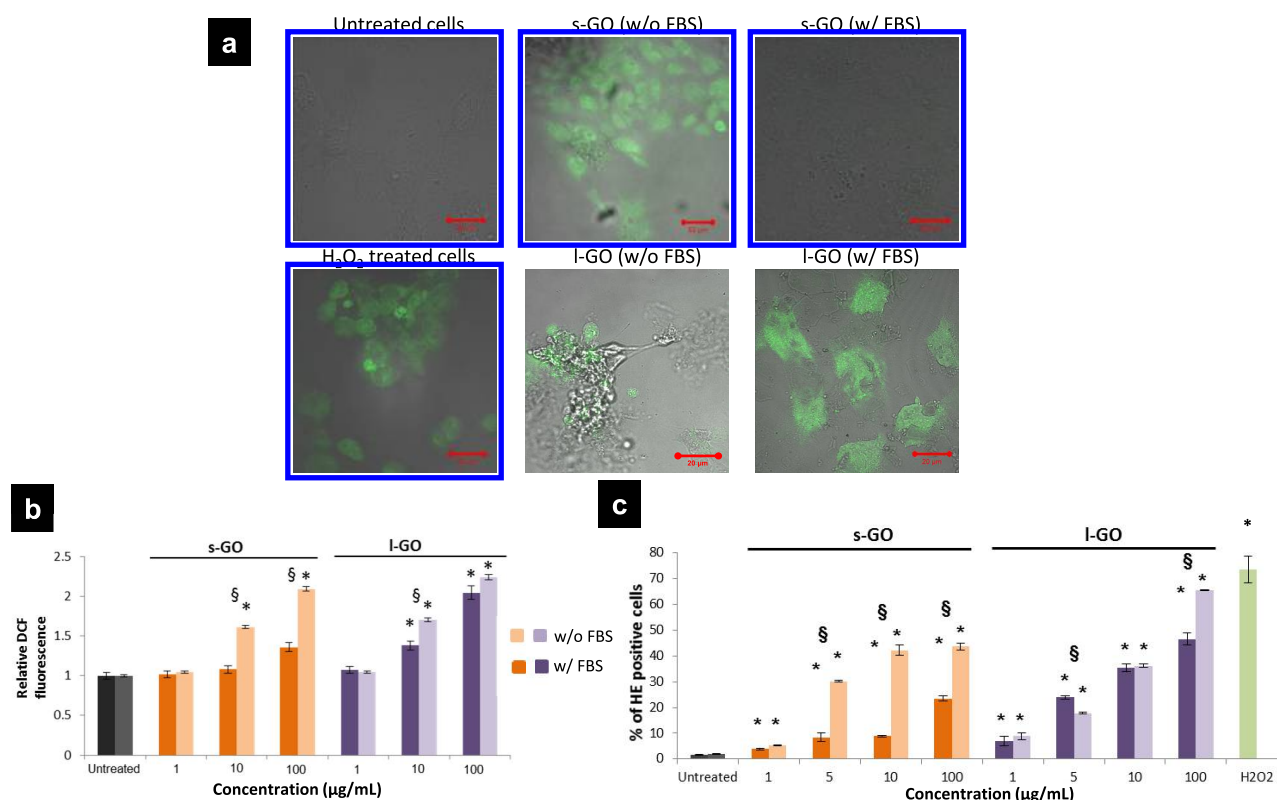 a
Untreated cells
s-GO (w/o FBS)
s-GO (w/ FBS)
H₂O₂ treated cells
l-GO (w/o FBS)
l-GO (w/ FBS)
50 µm
20 µm
20 µm
b
s-GO
l-GO
Relative DCF
fluorescence
2.5
2
1.5
1
0.5
0
§ * § * * § * * *
w/o FBS
w/ FBS
Untreated 1 10 100 1 10 100
Concentration (µg/mL)
c
s-GO
l-GO
% of HE positive cells
80
70
60
50
40
30
20
10
0
* * * § * * § * * § * * * * § * * * * § * *
Untreated 1 5 10 100 1 5 10 100 H2O2
Concentration (µg/mL)